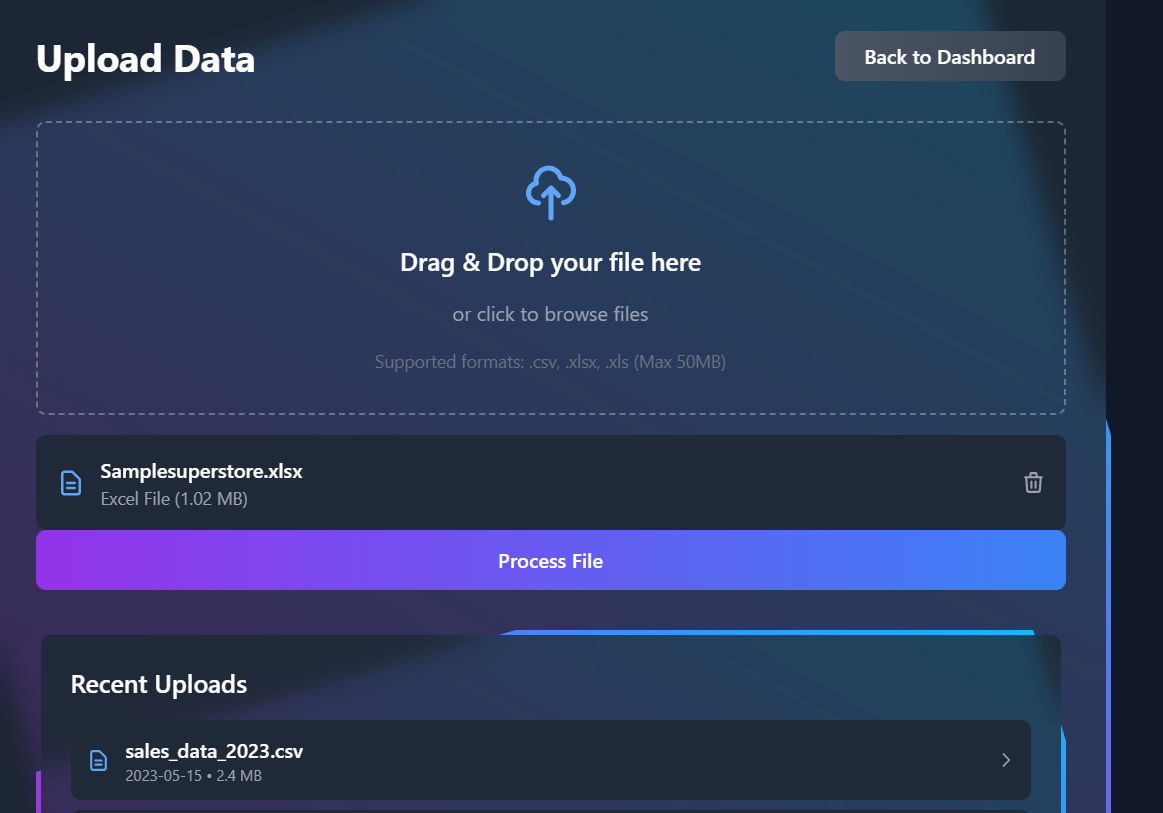 Upload Data
Back to Dashboard
Drag & Drop your file here
or click to browse files
Supported formats: .csv, .xlsx, .xls (Max 50MB)
Samplesuperstore.xlsx
Excel File (1.02 MB)
Process File
Recent Uploads
sales_data_2023.csv
2023-05-15 • 2.4 MB